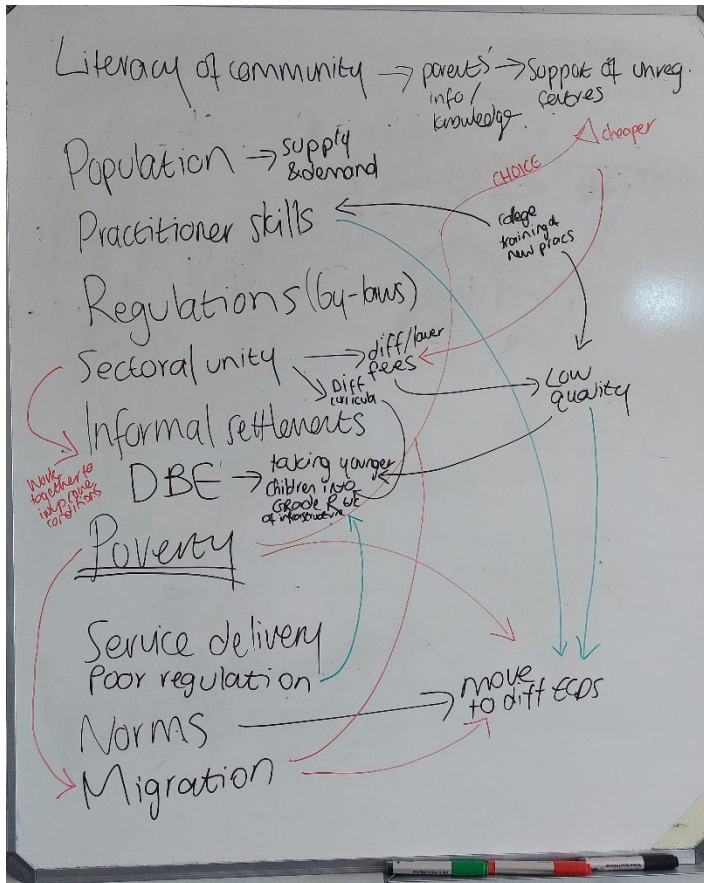 Literacy of community → parents' → Support of unreg.
info/
knowledge
centres
cheaper
Population → supply
& demand
CHOICE
Practitioner skills
college
training of
new pracs
Regulations (by-laws)
Sectoral unity → diff/lower
fees
Diff
curricula
Low
quality
Informal settlements
Work
together to
improve
conditions
DBE → taking younger
children into
Grade R
of infrastructure
Poverty
Service delivery
Poor regulation
move
to diff ECDs
Norms
Migration